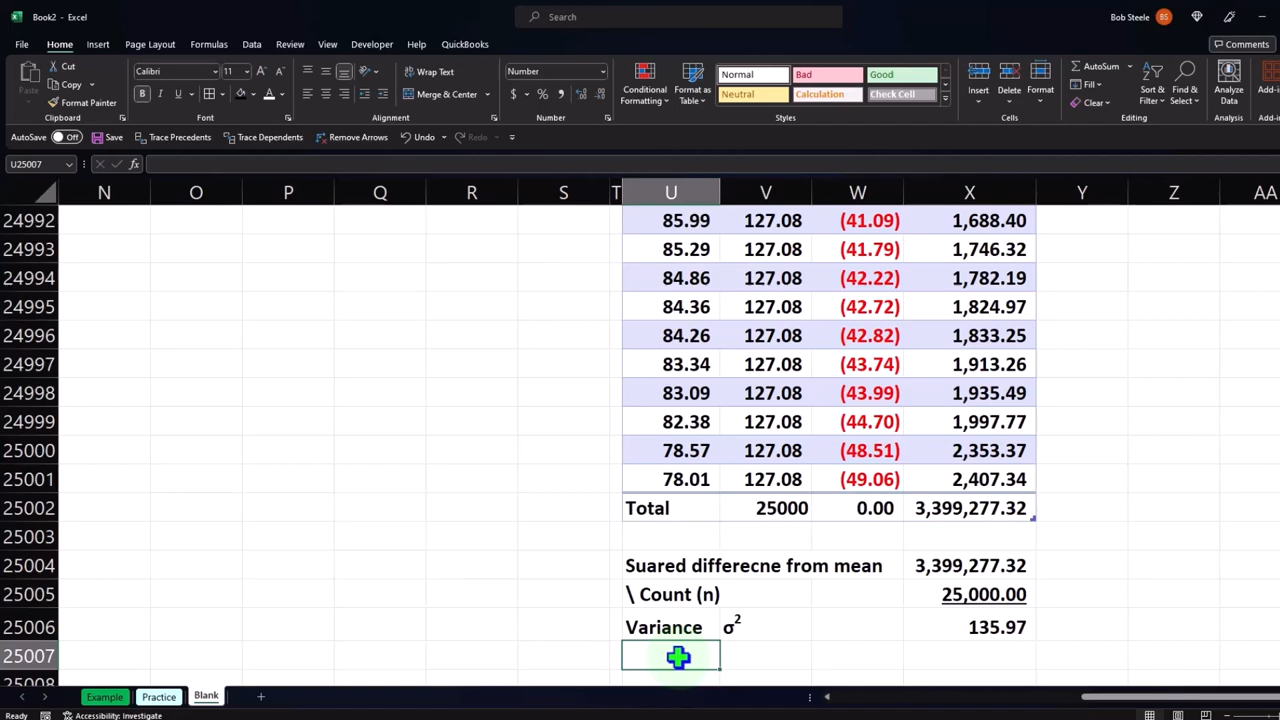 Book2 - Excel
Search
Bob Steele BS
File Home Insert Page Layout Formulas Data Review View Developer Help QuickBooks Comments
Paste Cut Copy Format Painter Clipboard
Calibri 11 B I U Font
Wrap Text Merge & Center Alignment
Number $ % Number
Conditional Formatting Format as Table
Normal Bad Good
Neutral Calculation Check Cell
Styles
Insert Delete Format Cells
AutoSum Fill Clear Sort & Filter Find & Select Editing
Analyze Data Analysis
Add-ins
AutoSave Off Save Trace Precedents Trace Dependents Remove Arrows Undo Redo
U25007 fx
N O P Q R S T U V W X Y Z AA
24992 85.99 127.08 (41.09) 1,688.40
24993 85.29 127.08 (41.79) 1,746.32
24994 84.86 127.08 (42.22) 1,782.19
24995 84.36 127.08 (42.72) 1,824.97
24996 84.26 127.08 (42.82) 1,833.25
24997 83.34 127.08 (43.74) 1,913.26
24998 83.09 127.08 (43.99) 1,935.49
24999 82.38 127.08 (44.70) 1,997.77
25000 78.57 127.08 (48.51) 2,353.37
25001 78.01 127.08 (49.06) 2,407.34
25002 Total 25000 0.00 3,399,277.32
25003
25004 Suared differecne from mean 3,399,277.32
25005 \ Count (n) 25,000.00
25006 Variance σ² 135.97
25007
25008
Example Practice Blank
Ready Accessibility: Investigate